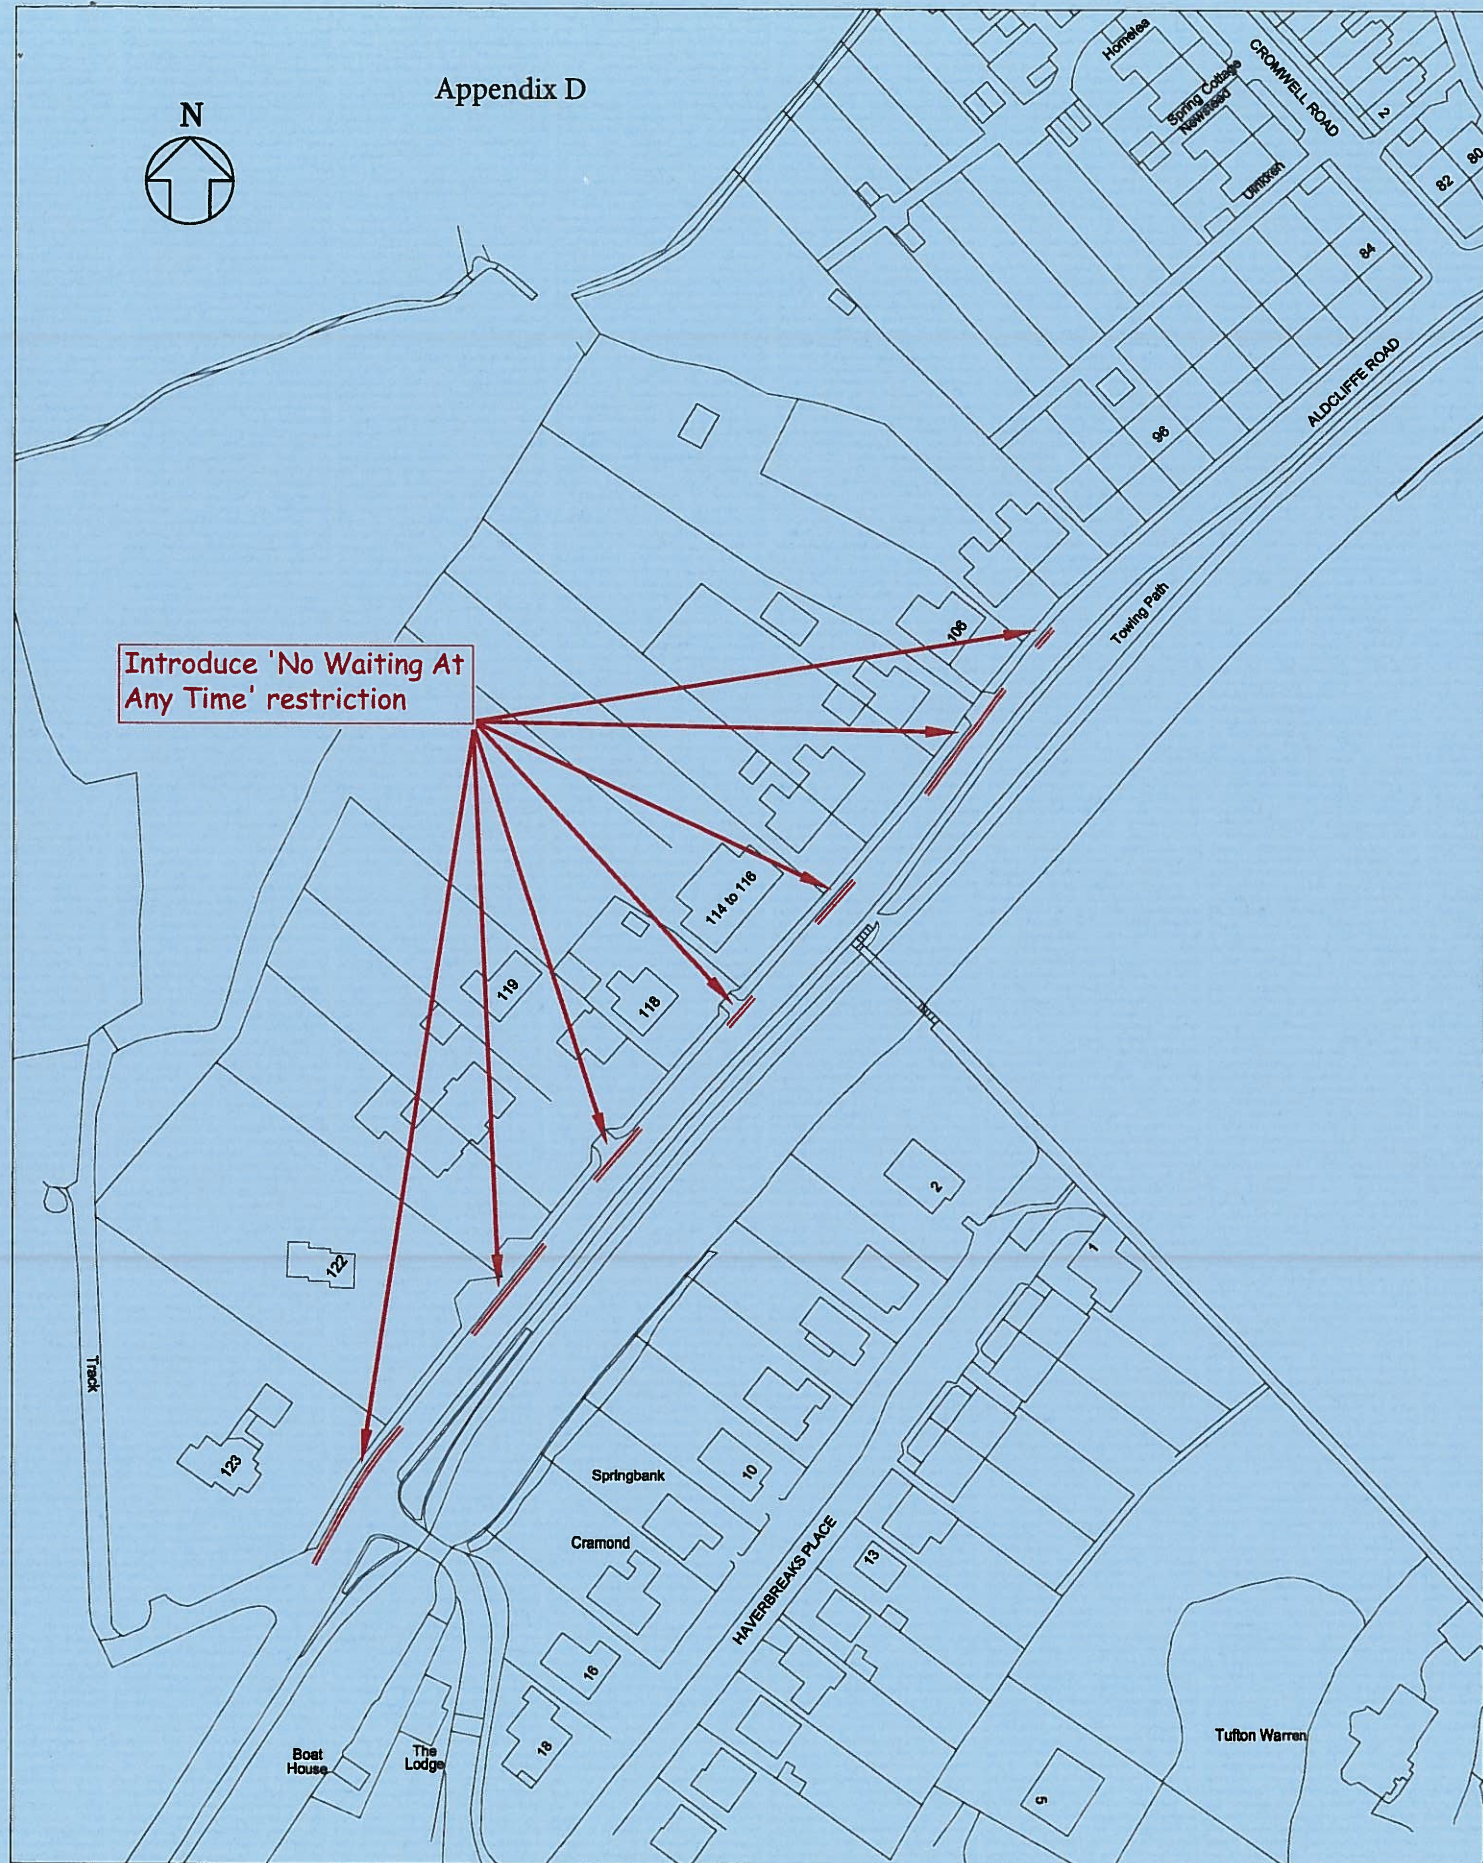 Appendix D
N
Homelea
CROMWELL ROAD
Spring Cottage
Newstead
2
80
82
Ulnkken
84
ALDCLIFFE ROAD
96
Towing Path
106
Introduce 'No Waiting At
Any Time' restriction
114 to 116
119
118
2
1
122
Track
123
Springbank
10
Cramond
HAVERBREAKS PLACE
13
16
18
Boat
House
The
Lodge
Tufton Warren
5